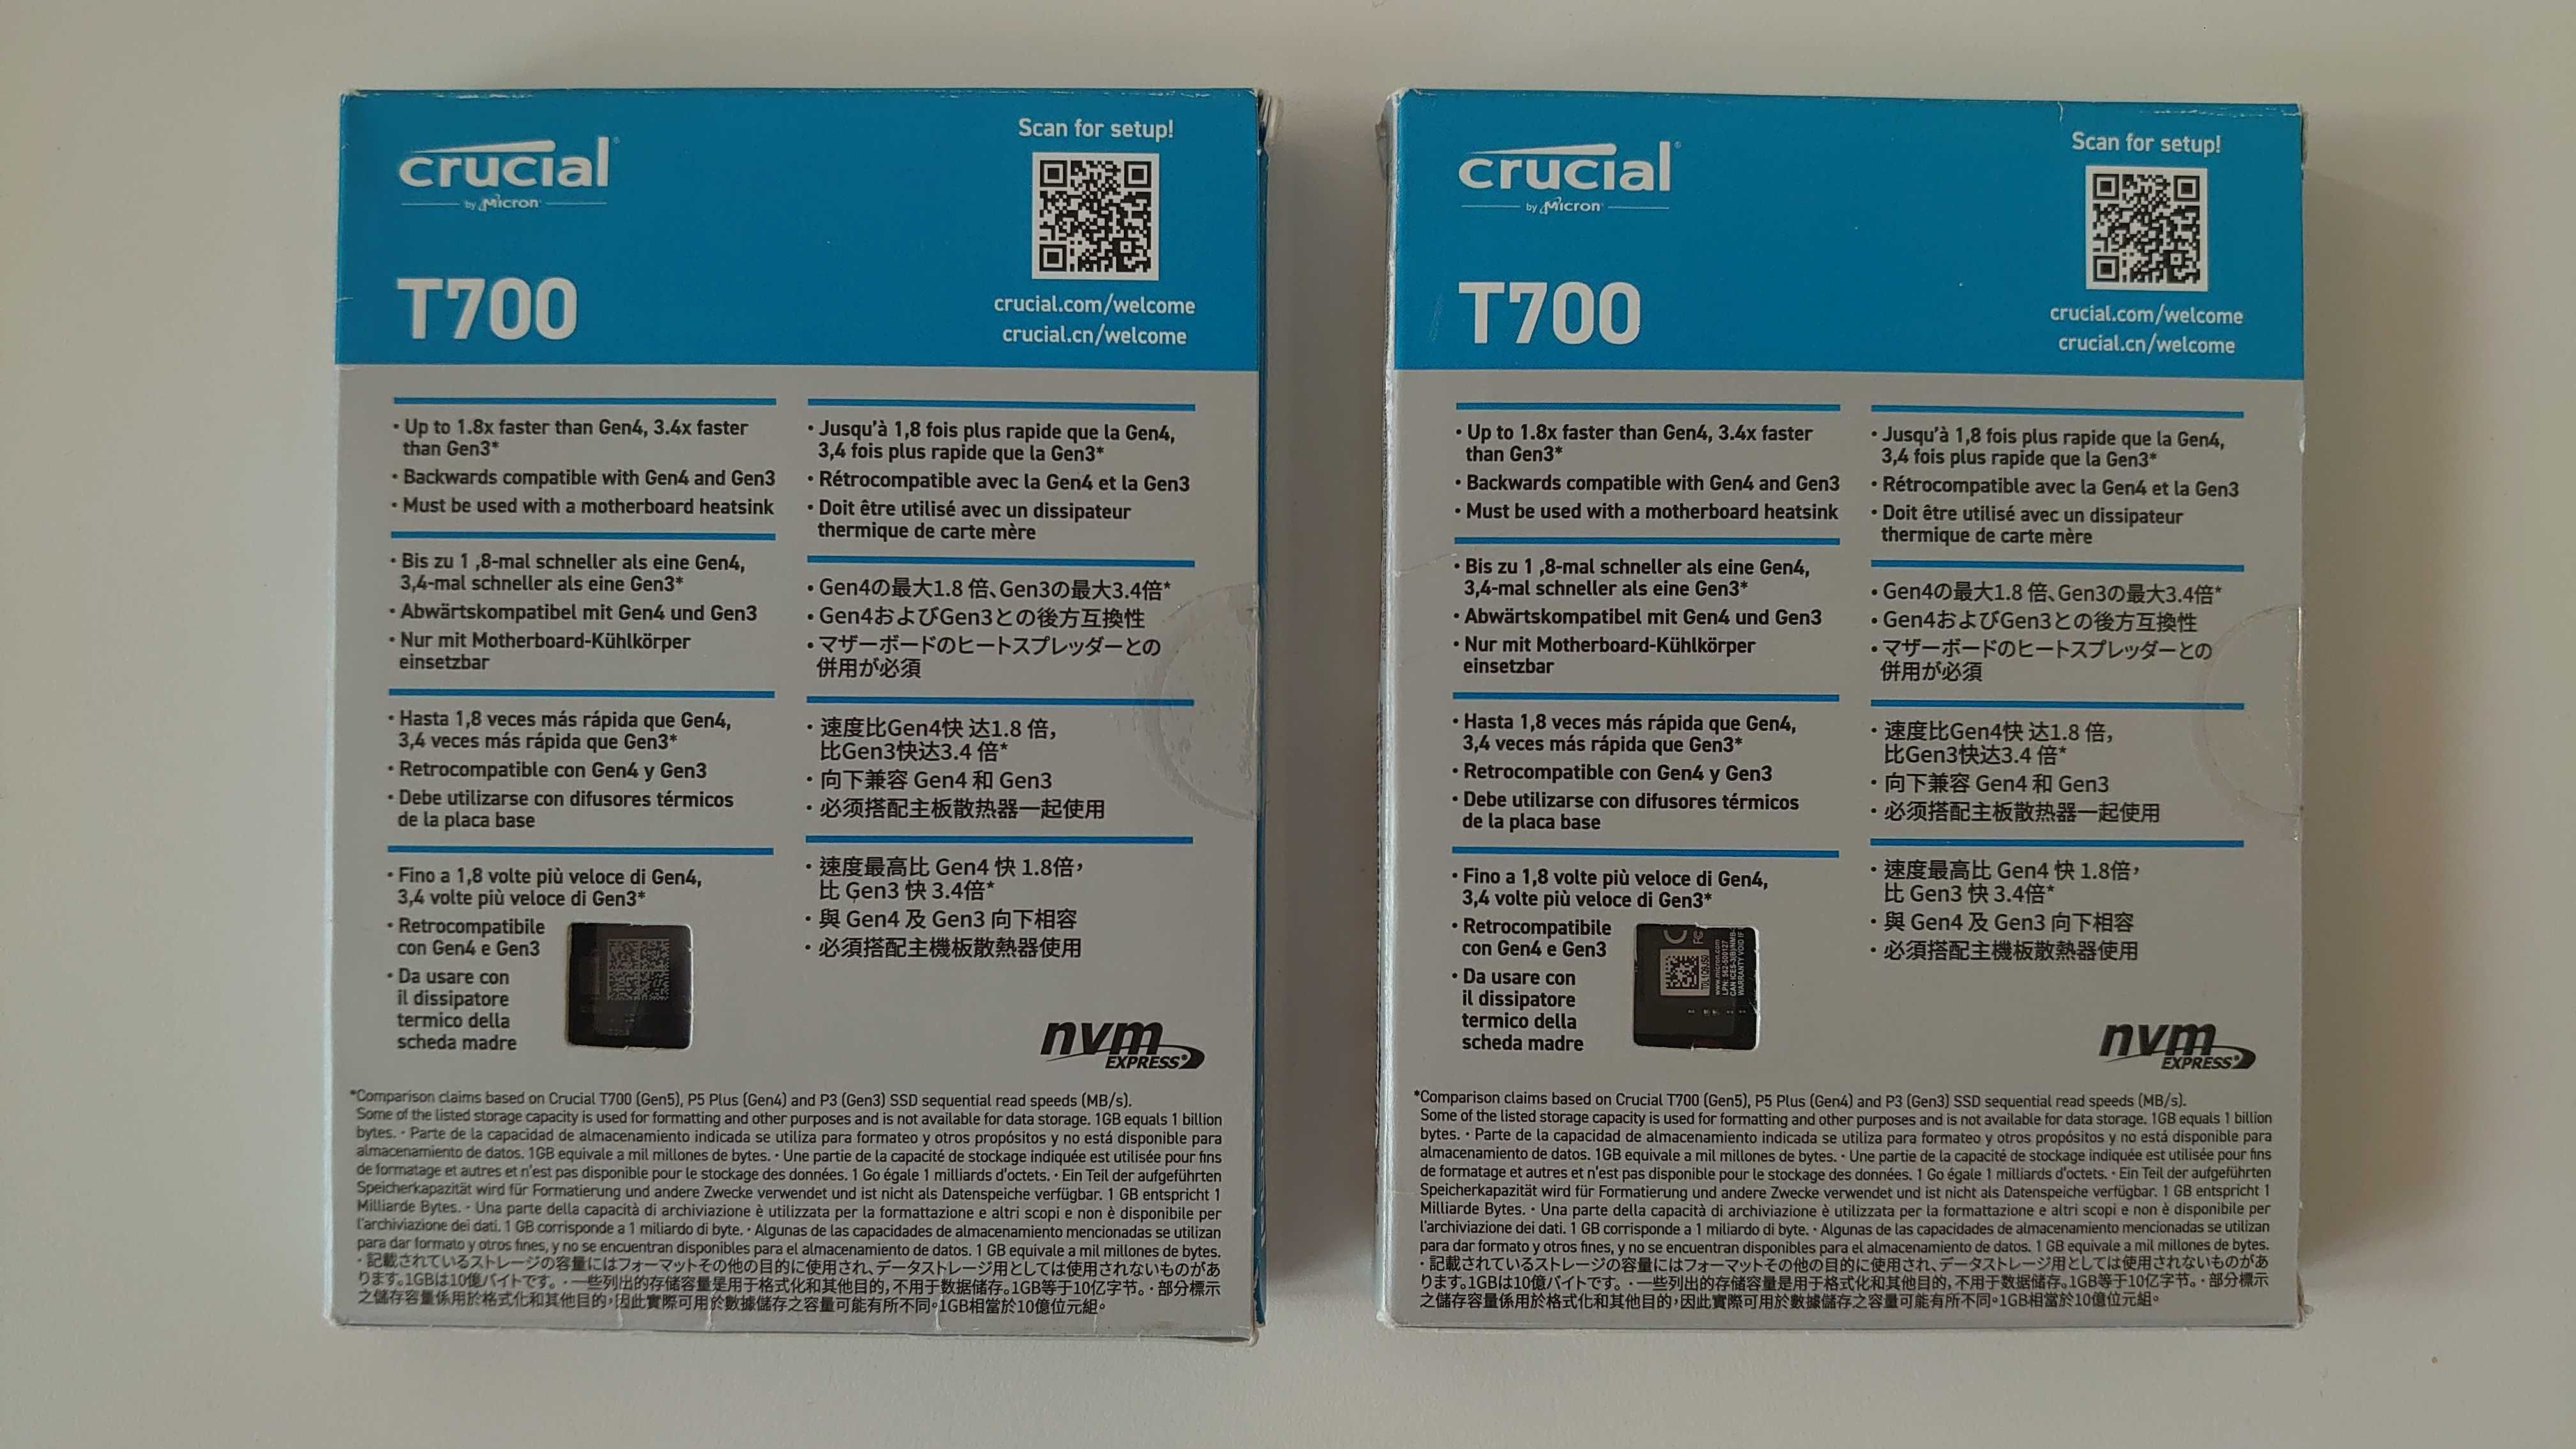 crucial
by Micron
T700
Scan for setup!
crucial.com/welcome
crucial.cn/welcome
• Up to 1.8x faster than Gen4, 3.4x faster
than Gen3*
• Backwards compatible with Gen4 and Gen3
• Must be used with a motherboard heatsink
• Bis zu 1 ,8-mal schneller als eine Gen4,
3,4-mal schneller als eine Gen3*
• Abwärtskompatibel mit Gen4 und Gen3
• Nur mit Motherboard-Kühlkörper
einsetzbar
• Hasta 1,8 veces más rápida que Gen4,
3,4 veces más rápida que Gen3*
• Retrocompatible con Gen4 y Gen3
• Debe utilizarse con difusores térmicos
de la placa base
• Fino a 1,8 volte più veloce di Gen4,
3,4 volte più veloce di Gen3*
• Retrocompatibile
con Gen4 e Gen3
• Da usare con
il dissipatore
termico della
scheda madre
• Jusqu'à 1,8 fois plus rapide que la Gen4,
3,4 fois plus rapide que la Gen3*
• Rétrocompatible avec la Gen4 et la Gen3
• Doit être utilisé avec un dissipateur
thermique de carte mère
• Gen4の最大1.8 倍、Gen3の最大3.4倍*
• Gen4およびGen3との後方互換性
• マザーボードのヒートスプレッダーとの
併用が必須
• 速度比Gen4快 达1.8 倍，
比Gen3快达3.4 倍*
• 向下兼容 Gen4 和 Gen3
• 必须搭配主板散热器一起使用
• 速度最高比 Gen4 快 1.8倍，
比 Gen3 快 3.4倍*
• 與 Gen4 及 Gen3 向下相容
• 必須搭配主機板散熱器使用
nvm
EXPRESS
*Comparison claims based on Crucial T700 (Gen5), P5 Plus (Gen4) and P3 (Gen3) SSD sequential read speeds (MB/s).
Some of the listed storage capacity is used for formatting and other purposes and is not available for data storage. 1GB equals 1 billion
bytes. • Parte de la capacidad de almacenamiento indicada se utiliza para formateo y otros propósitos y no está disponible para
almacenamiento de datos. 1GB equivale a mil millones de bytes. • Une partie de la capacité de stockage indiquée est utilisée pour fins
de formatage et autres et n'est pas disponible pour le stockage des données. 1 Go égale 1 milliards d'octets. • Ein Teil der aufgeführten
Speicherkapazität wird für Formatierung und andere Zwecke verwendet und ist nicht als Datenspeiche verfügbar. 1 GB entspricht 1
Milliarde Bytes. • Una parte della capacità di archiviazione è utilizzata per la formattazione e altri scopi e non è disponibile per
l'archiviazione dei dati. 1 GB corrisponde a 1 miliardo di byte. • Algunas de las capacidades de almacenamiento mencionadas se utilizan
para dar formato y otros fines, y no se encuentran disponibles para el almacenamiento de datos. 1 GB equivale a mil millones de bytes.
• 記載されているストレージの容量にはフォーマットその他の目的に使用され、データストレージ用としては使用されないものがあ
ります。1GBは10億バイトです。 • 一些列出的存储容量是用于格式化和其他目的，不用于数据储存。1GB等于10亿字节。 • 部分標示
之儲存容量係用於格式化和其他目的，因此實際可用於數據儲存之容量可能有所不同。1GB相當於10億位元組。
crucial
by Micron
T700
Scan for setup!
crucial.com/welcome
crucial.cn/welcome
• Up to 1.8x faster than Gen4, 3.4x faster
than Gen3*
• Backwards compatible with Gen4 and Gen3
• Must be used with a motherboard heatsink
• Bis zu 1 ,8-mal schneller als eine Gen4,
3,4-mal schneller als eine Gen3*
• Abwärtskompatibel mit Gen4 und Gen3
• Nur mit Motherboard-Kühlkörper
einsetzbar
• Hasta 1,8 veces más rápida que Gen4,
3,4 veces más rápida que Gen3*
• Retrocompatible con Gen4 y Gen3
• Debe utilizarse con difusores térmicos
de la placa base
• Fino a 1,8 volte più veloce di Gen4,
3,4 volte più veloce di Gen3*
• Retrocompatibile
con Gen4 e Gen3
• Da usare con
il dissipatore
termico della
scheda madre
www.micron.com
WARRANTY VOID IF
• Jusqu'à 1,8 fois plus rapide que la Gen4,
3,4 fois plus rapide que la Gen3*
• Rétrocompatible avec la Gen4 et la Gen3
• Doit être utilisé avec un dissipateur
thermique de carte mère
• Gen4の最大1.8 倍、Gen3の最大3.4倍*
• Gen4およびGen3との後方互換性
• マザーボードのヒートスプレッダーとの
併用が必須
• 速度比Gen4快 达1.8 倍，
比Gen3快达3.4 倍*
• 向下兼容 Gen4 和 Gen3
• 必须搭配主板散热器一起使用
• 速度最高比 Gen4 快 1.8倍，
比 Gen3 快 3.4倍*
• 與 Gen4 及 Gen3 向下相容
• 必須搭配主機板散熱器使用
nvm
EXPRESS
*Comparison claims based on Crucial T700 (Gen5), P5 Plus (Gen4) and P3 (Gen3) SSD sequential read speeds (MB/s).
Some of the listed storage capacity is used for formatting and other purposes and is not available for data storage. 1GB equals 1 billion
bytes. • Parte de la capacidad de almacenamiento indicada se utiliza para formateo y otros propósitos y no está disponible para
almacenamiento de datos. 1GB equivale a mil millones de bytes. • Une partie de la capacité de stockage indiquée est utilisée pour fins
de formatage et autres et n'est pas disponible pour le stockage des données. 1 Go égale 1 milliards d'octets. • Ein Teil der aufgeführten
Speicherkapazität wird für Formatierung und andere Zwecke verwendet und ist nicht als Datenspeiche verfügbar. 1 GB entspricht 1
Milliarde Bytes. • Una parte della capacità di archiviazione è utilizzata per la formattazione e altri scopi e non è disponibile per
l'archiviazione dei dati. 1 GB corrisponde a 1 miliardo di byte. • Algunas de las capacidades de almacenamiento mencionadas se utilizan
para dar formato y otros fines, y no se encuentran disponibles para el almacenamiento de datos. 1 GB equivale a mil millones de bytes.
• 記載されているストレージの容量にはフォーマットその他の目的に使用され、データストレージ用としては使用されないものがあ
ります。1GBは10億バイトです。 • 一些列出的存储容量是用于格式化和其他目的，不用于数据储存。1GB等于10亿字节。 • 部分標示
之儲存容量係用於格式化和其他目的，因此實際可用於數據儲存之容量可能有所不同。1GB相當於10億位元組。